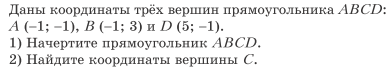 Даны координаты трёх вершин прямоугольника ABCD:
A (–1; –1), B (–1; 3) и D (5; –1).
1) Начертите прямоугольник ABCD.
2) Найдите координаты вершины C.